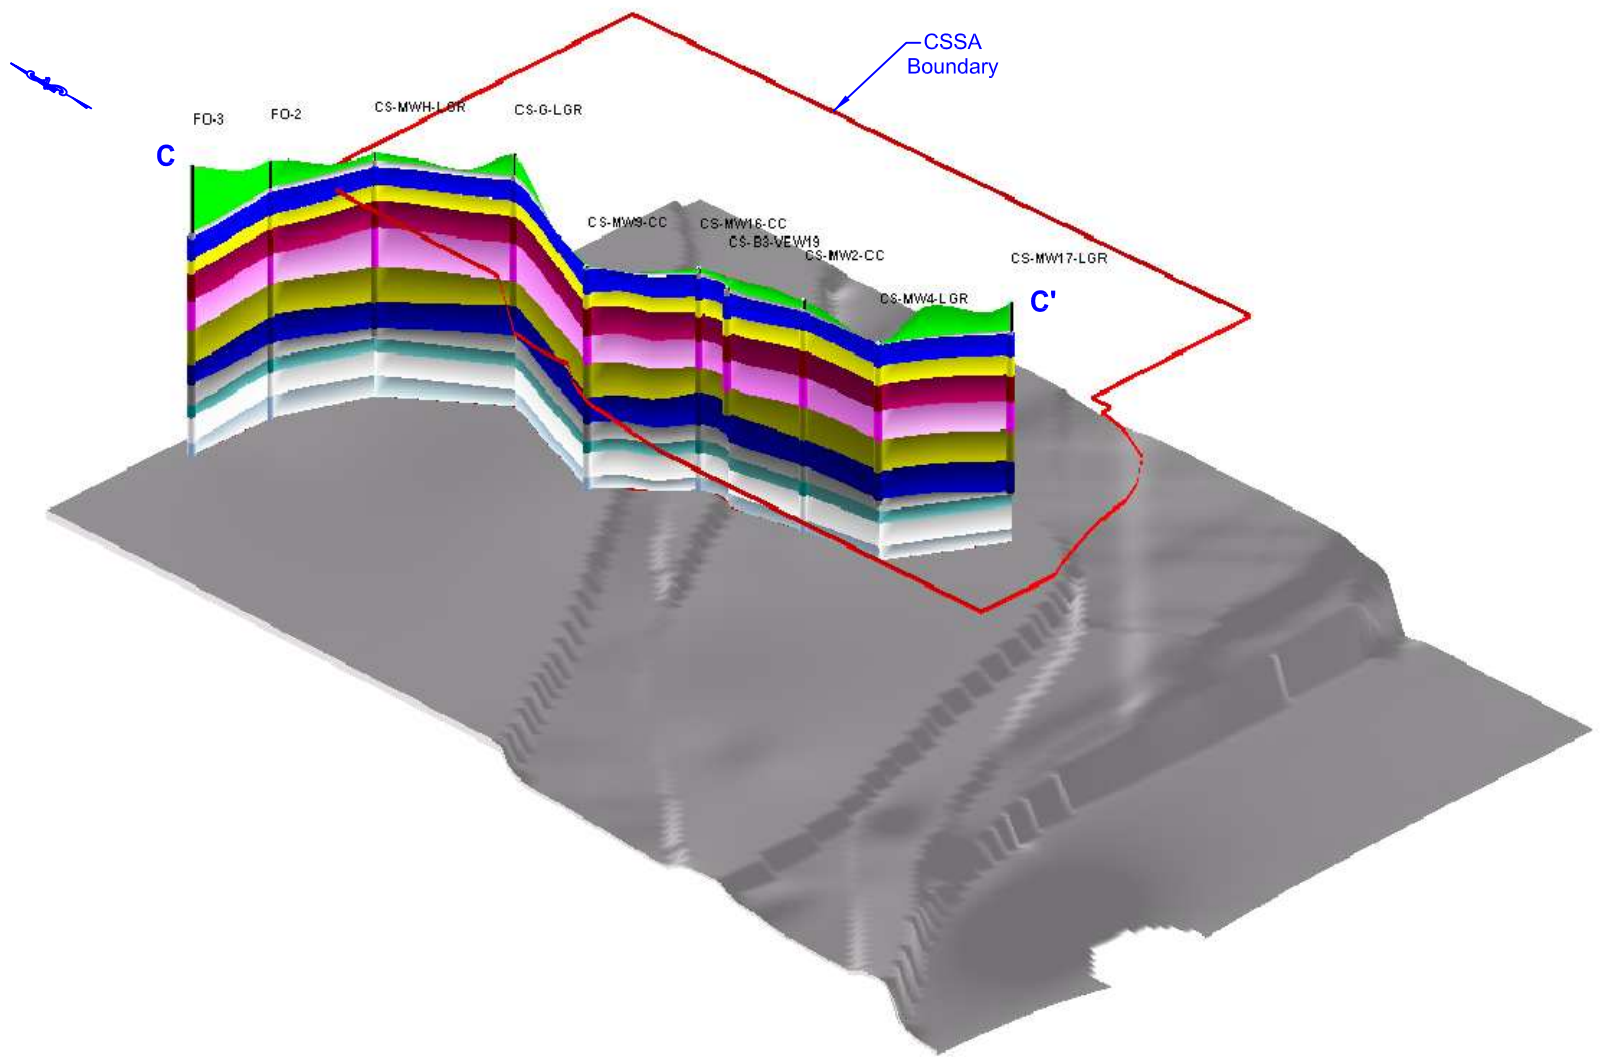 CSSA
Boundary
FO-3
FO-2
CS-MWH-LGR
CS-G-LGR
C
CS-MW9-CC
CS-MW16-CC
CS-B3-VEW19
CS-MW2-CC
CS-MW17-LGR
CS-MW4-LGR
C'